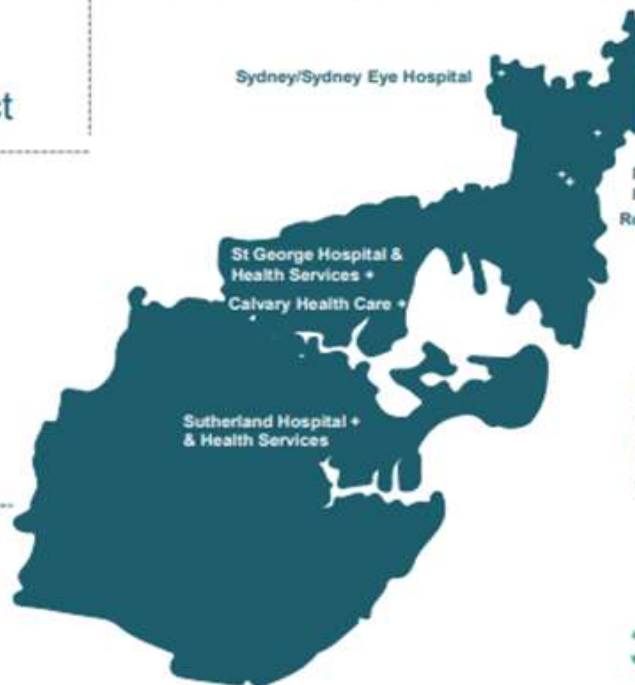 Sydney/Sydney Eye Hospital
St George Hospital &
Health Services +
Calvary Health Care +
Sutherland Hospital +
& Health Services